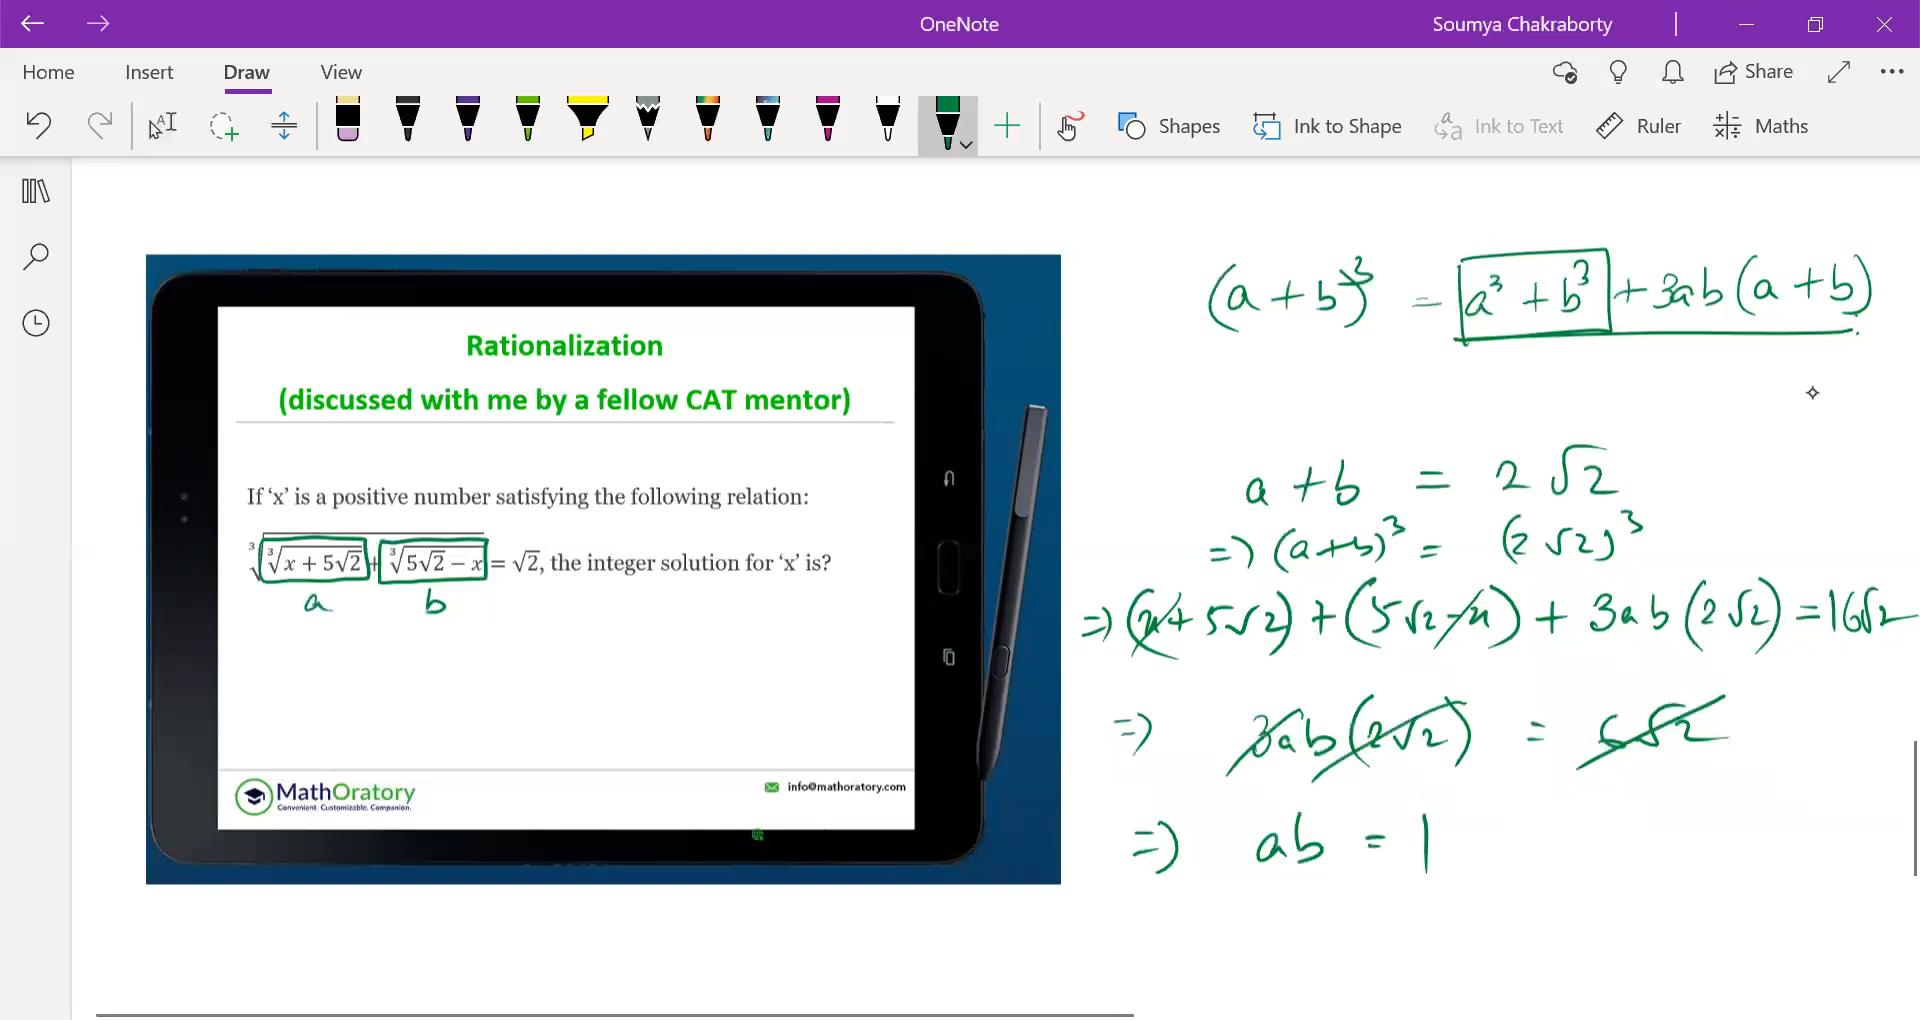 OneNote
Soumya Chakraborty
Home Insert Draw View
Share
Shapes Ink to Shape Ink to Text Ruler Maths
Rationalization
(discussed with me by a fellow CAT mentor)
If ‘x’ is a positive number satisfying the following relation:
∛(∛(x + 5√2) + ∛(5√2 − x)) = √2, the integer solution for ‘x’ is?
a b
MathOratory
Convenient. Customizable. Companion.
info@mathoratory.com
(a + b)³ = a³ + b³ + 3ab(a + b)
a + b = 2√2
=> (a+b)³ = (2√2)³
=> (x + 5√2) + (5√2 - x) + 3ab(2√2) = 16√2
=> 3ab(2√2) = 6√2
=> ab = 1